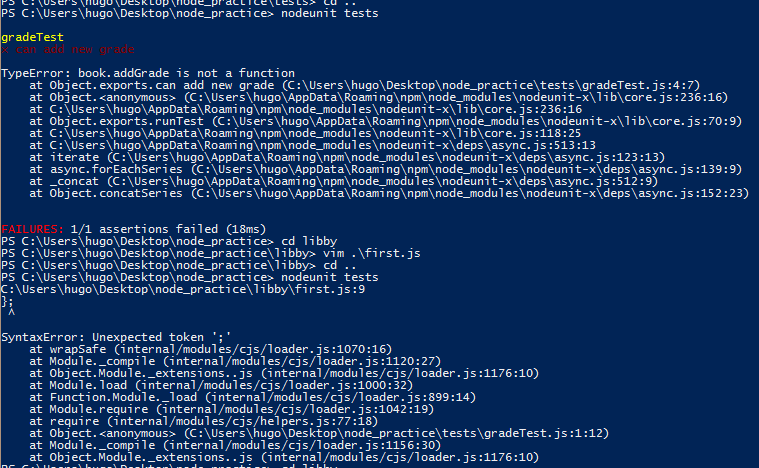 PS C:\Users\hugo\Desktop\node_practice\tests> cd ..
PS C:\Users\hugo\Desktop\node_practice> nodeunit tests
gradeTest
x can add new grade
TypeError: book.addGrade is not a function
    at Object.exports.can add new grade (C:\Users\hugo\Desktop\node_practice\tests\gradeTest.js:4:7)
    at Object.<anonymous> (C:\Users\hugo\AppData\Roaming\npm\node_modules\nodeunit-x\lib\core.js:236:16)
    at C:\Users\hugo\AppData\Roaming\npm\node_modules\nodeunit-x\lib\core.js:236:16
    at Object.exports.runTest (C:\Users\hugo\AppData\Roaming\npm\node_modules\nodeunit-x\lib\core.js:70:9)
    at C:\Users\hugo\AppData\Roaming\npm\node_modules\nodeunit-x\lib\core.js:118:25
    at C:\Users\hugo\AppData\Roaming\npm\node_modules\nodeunit-x\deps\async.js:513:13
    at iterate (C:\Users\hugo\AppData\Roaming\npm\node_modules\nodeunit-x\deps\async.js:123:13)
    at async.forEachSeries (C:\Users\hugo\AppData\Roaming\npm\node_modules\nodeunit-x\deps\async.js:139:9)
    at _concat (C:\Users\hugo\AppData\Roaming\npm\node_modules\nodeunit-x\deps\async.js:512:9)
    at Object.concatSeries (C:\Users\hugo\AppData\Roaming\npm\node_modules\nodeunit-x\deps\async.js:152:23)
FAILURES: 1/1 assertions failed (18ms)
PS C:\Users\hugo\Desktop\node_practice> cd libby
PS C:\Users\hugo\Desktop\node_practice\libby> vim .\first.js
PS C:\Users\hugo\Desktop\node_practice\libby> cd ..
PS C:\Users\hugo\Desktop\node_practice> nodeunit tests
C:\Users\hugo\Desktop\node_practice\libby\first.js:9
};
 ^
SyntaxError: Unexpected token ';'
    at wrapSafe (internal/modules/cjs/loader.js:1070:16)
    at Module._compile (internal/modules/cjs/loader.js:1120:27)
    at Object.Module._extensions..js (internal/modules/cjs/loader.js:1176:10)
    at Module.load (internal/modules/cjs/loader.js:1000:32)
    at Function.Module._load (internal/modules/cjs/loader.js:899:14)
    at Module.require (internal/modules/cjs/loader.js:1042:19)
    at require (internal/modules/cjs/helpers.js:77:18)
    at Object.<anonymous> (C:\Users\hugo\Desktop\node_practice\tests\gradeTest.js:1:12)
    at Module._compile (internal/modules/cjs/loader.js:1156:30)
    at Object.Module._extensions..js (internal/modules/cjs/loader.js:1176:10)
PS C:\Users\hugo\Desktop\node_practice> cd libby